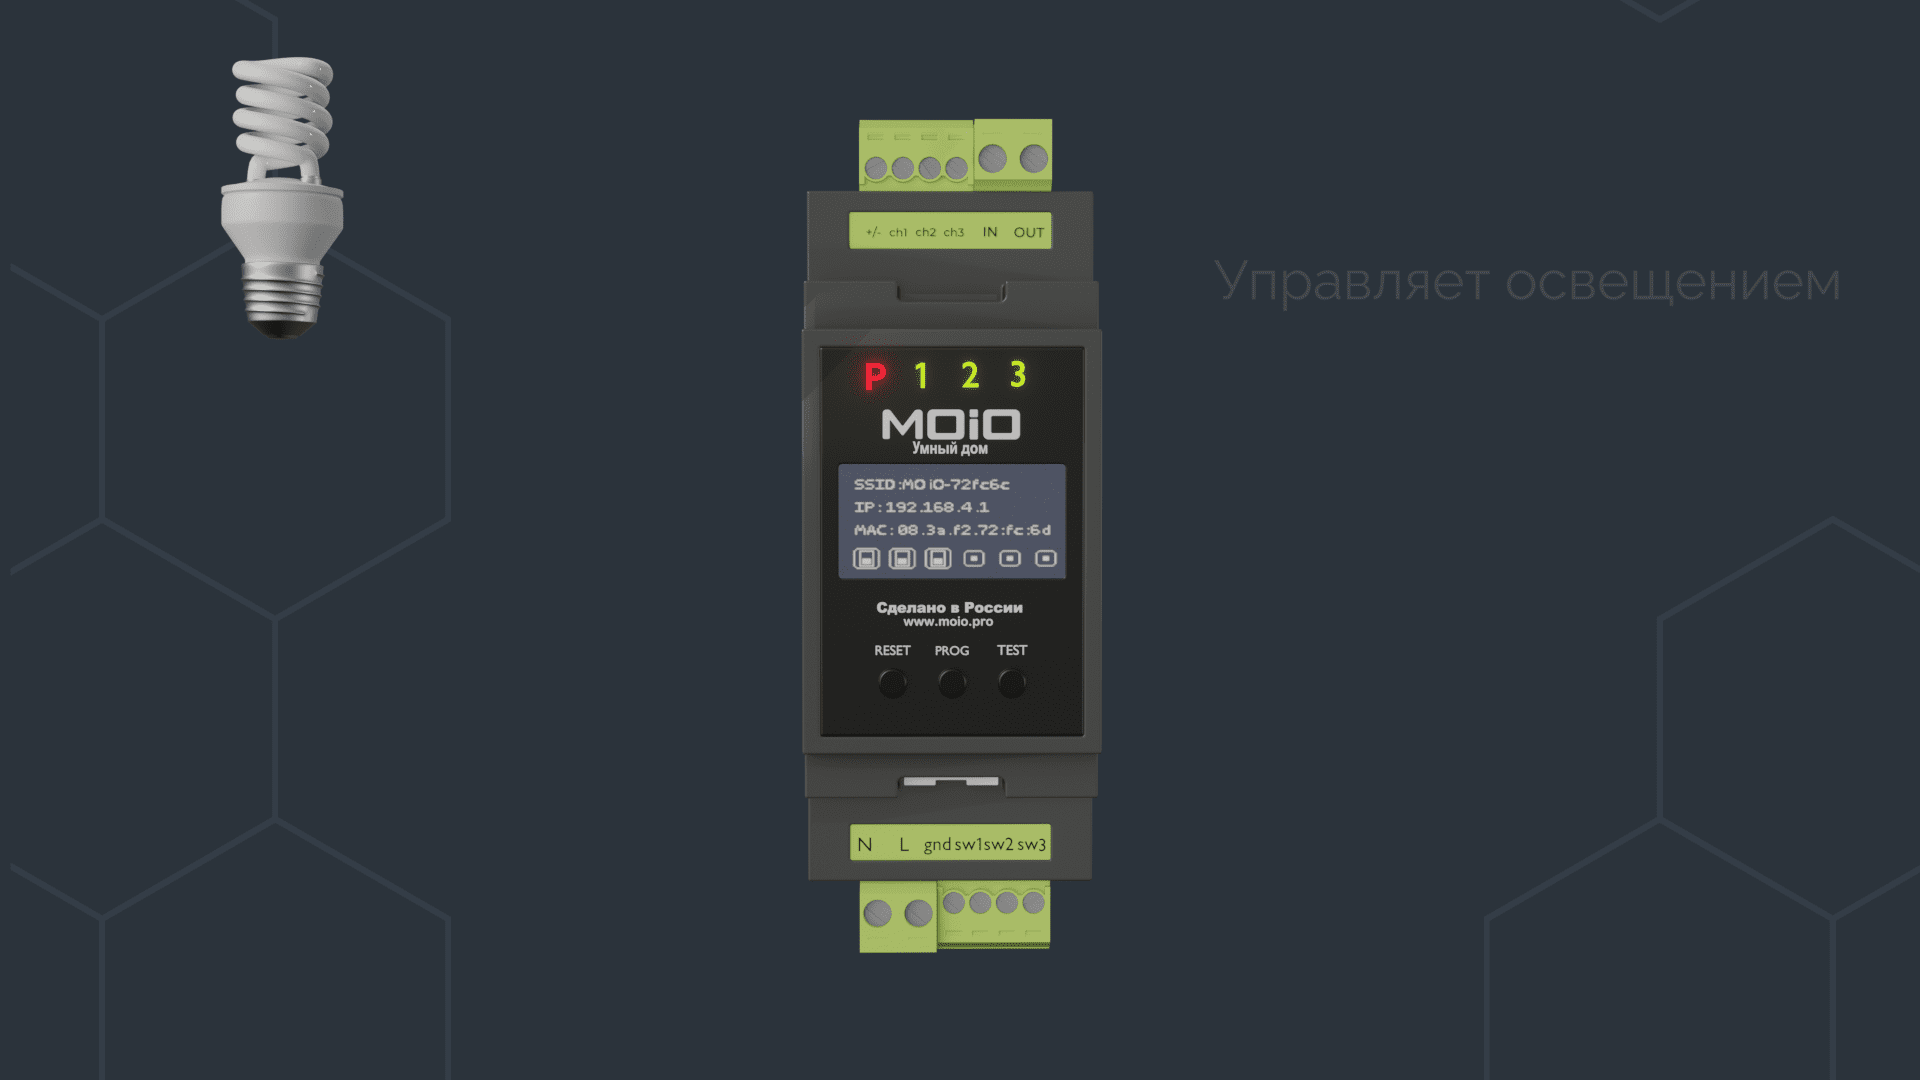 +/- ch1 ch2 ch3 IN OUT
Управляет освещением
P 1 2 3
MOiO
Умный дом
SSID:MOiO-72fc6c
IP:192.168.4.1
MAC:08.3a.f2.72:fc:6d
Сделано в России
www.moio.pro
RESET PROG TEST
N L gnd sw1 sw2 sw3